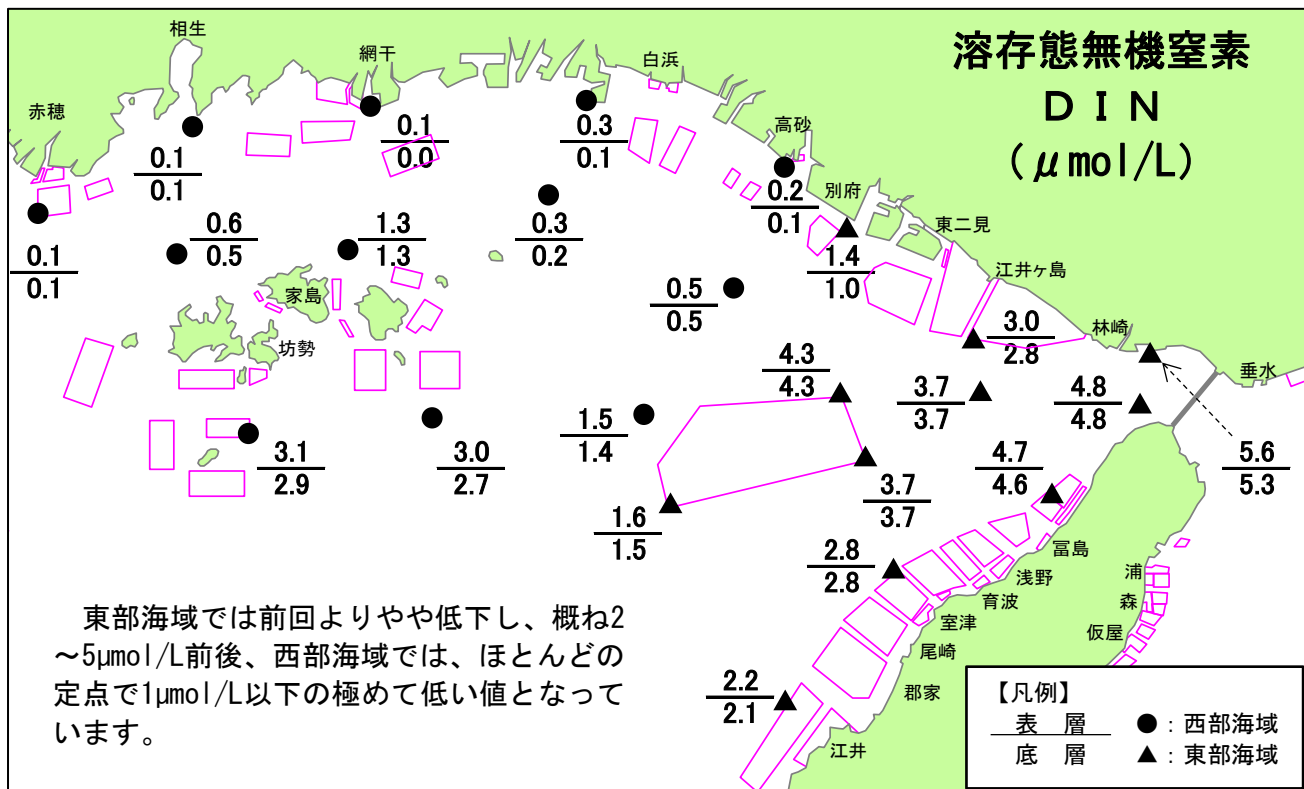 溶存態無機窒素
DIN
(μmol/L)
相生
網干
白浜
赤穂
高砂
別府
東二見
江井ヶ島
林崎
垂水
家島
坊勢
0.1
0.1
0.1
0.0
0.3
0.1
0.2
0.1
0.1
0.1
0.6
0.5
1.3
1.3
0.3
0.2
1.4
1.0
0.5
0.5
3.0
2.8
4.3
4.3
3.7
3.7
4.8
4.8
5.6
5.3
1.5
1.4
3.1
2.9
3.0
2.7
4.7
4.6
3.7
3.7
1.6
1.5
2.8
2.8
2.2
2.1
冨島
浅野
育波
室津
尾崎
郡家
江井
浦
森
仮屋
東部海域では前回よりやや低下し、概ね2
～5μmol/L前後、西部海域では、ほとんどの
定点で1μmol/L以下の極めて低い値となって
います。
【凡例】
表 層 ●:西部海域
底 層 ▲:東部海域